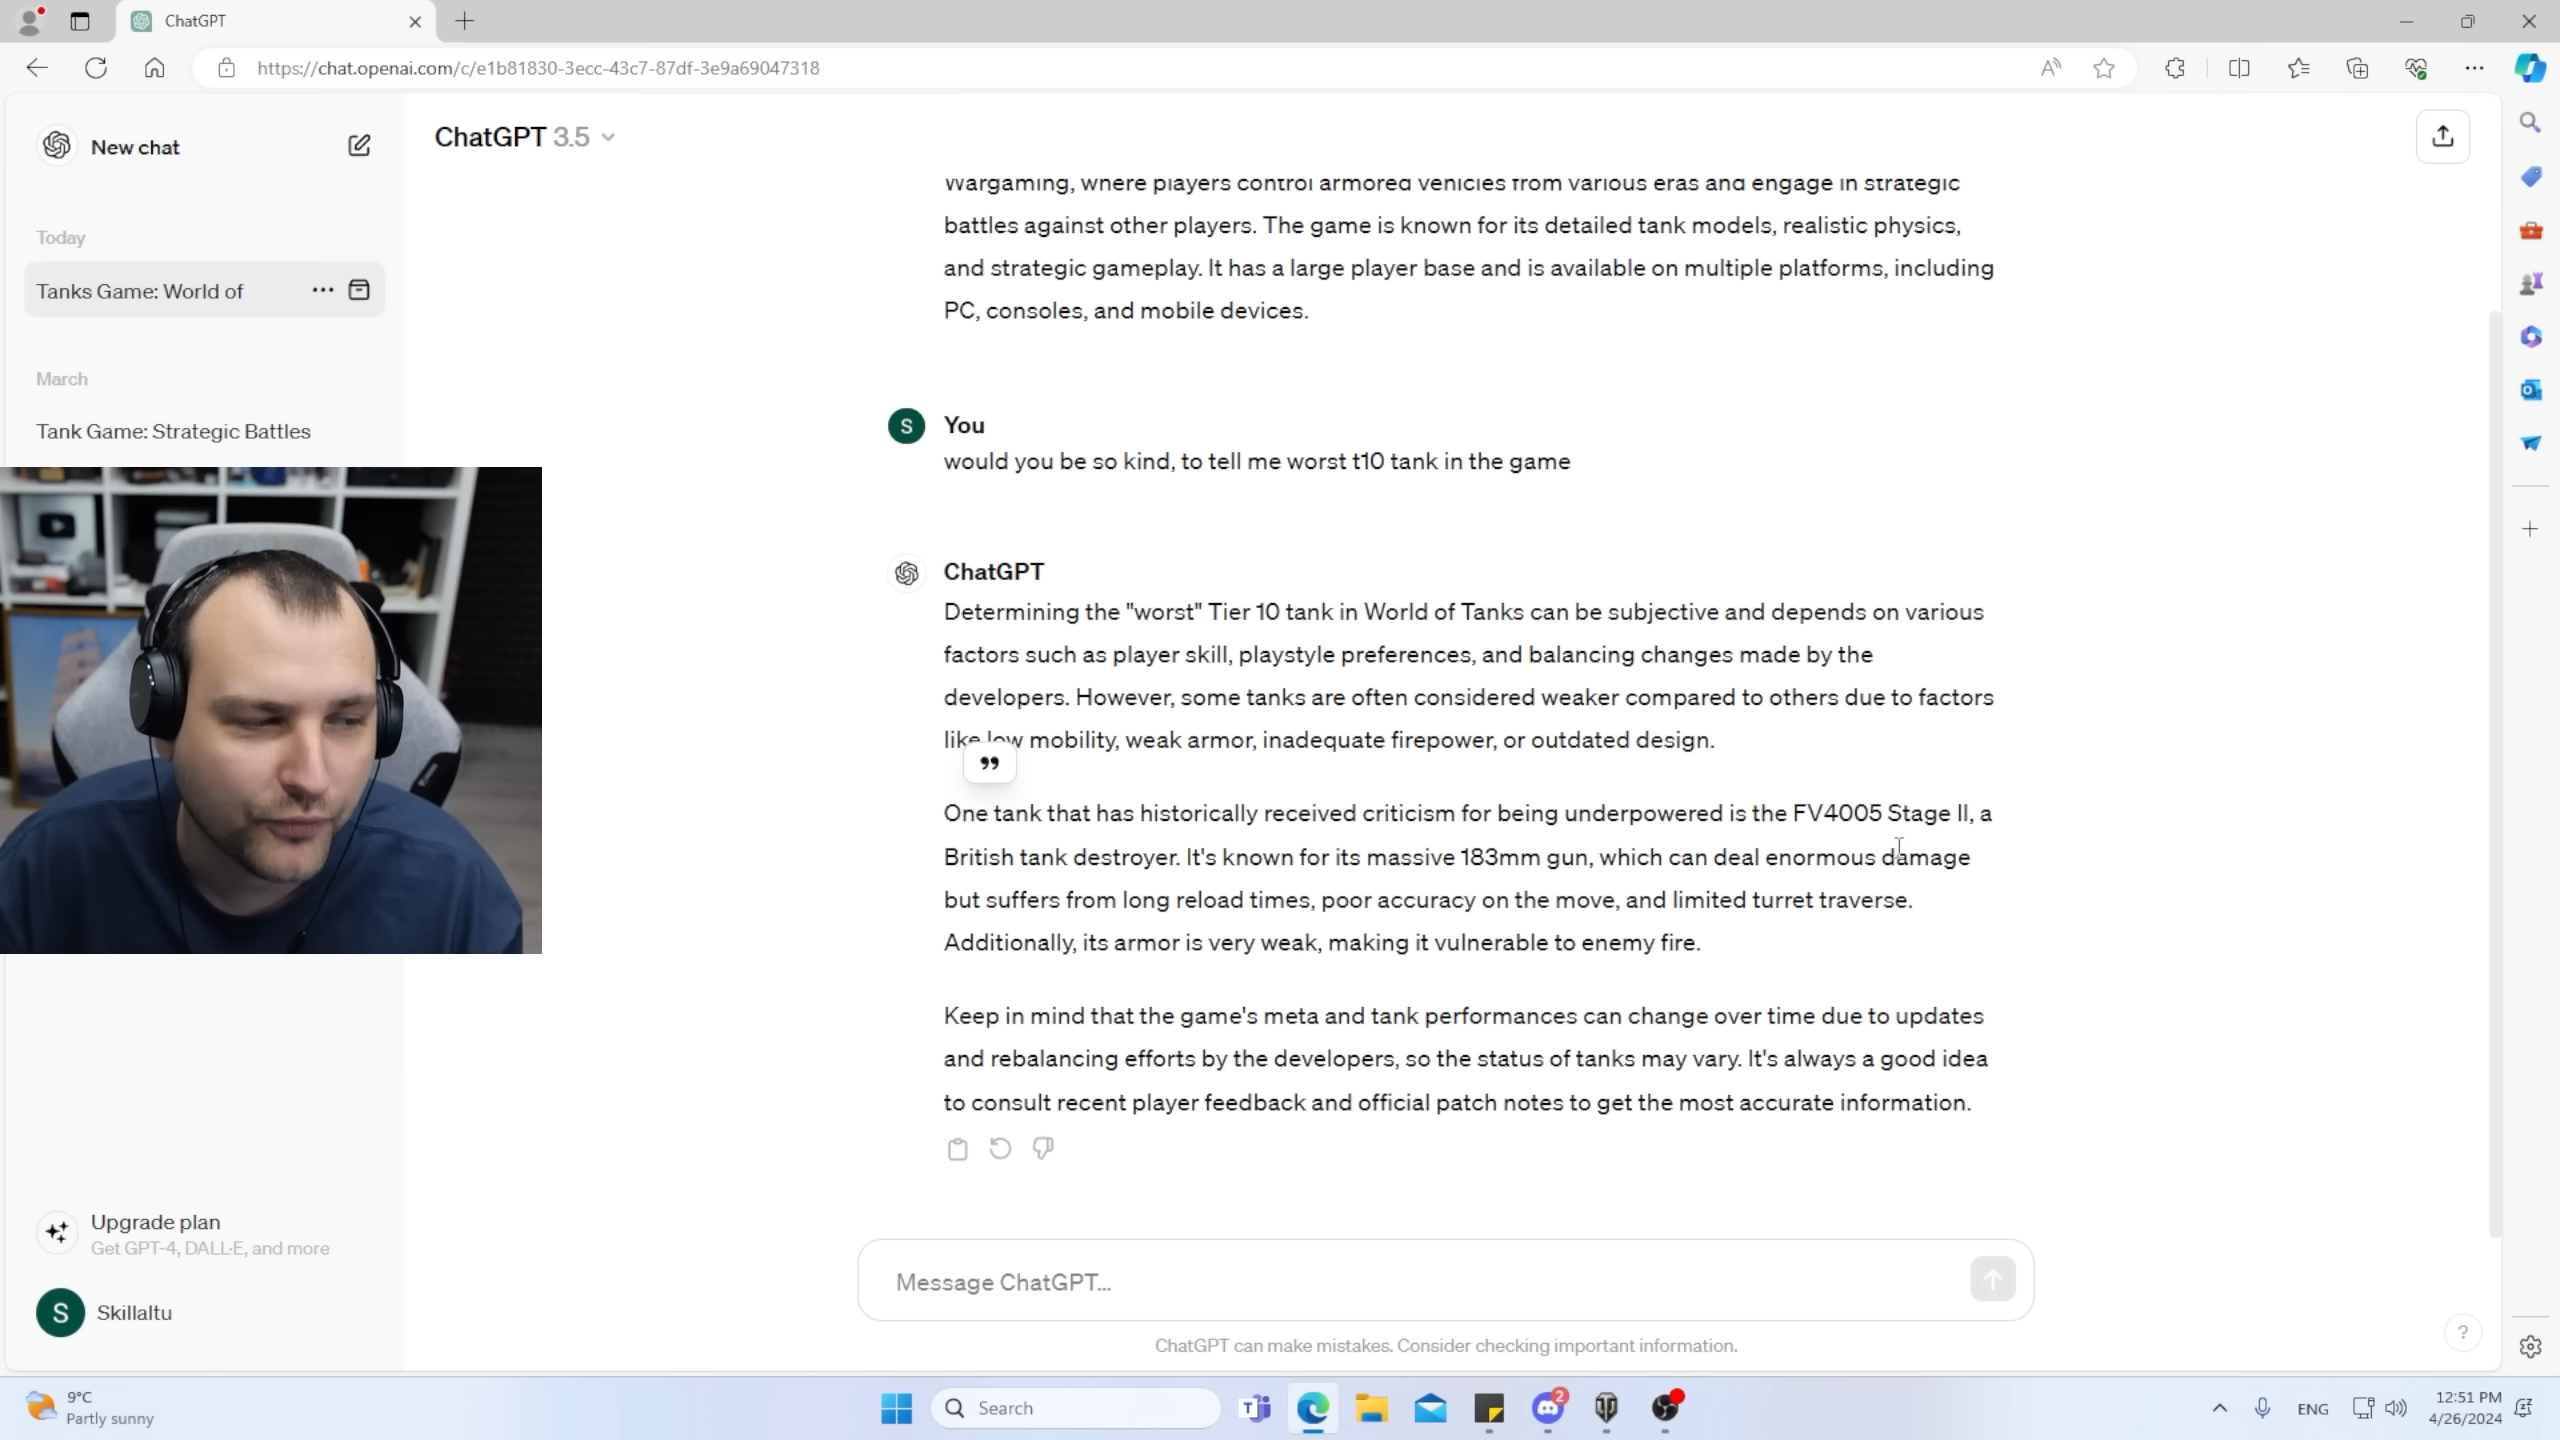 ChatGPT
https://chat.openai.com/c/e1b81830-3ecc-43c7-87df-3e9a69047318
New chat
ChatGPT 3.5
Today
Tanks Game: World of
March
Tank Game: Strategic Battles
Wargaming, where players control armored vehicles from various eras and engage in strategic
battles against other players. The game is known for its detailed tank models, realistic physics,
and strategic gameplay. It has a large player base and is available on multiple platforms, including
PC, consoles, and mobile devices.
S
You
would you be so kind, to tell me worst t10 tank in the game
ChatGPT
Determining the "worst" Tier 10 tank in World of Tanks can be subjective and depends on various
factors such as player skill, playstyle preferences, and balancing changes made by the
developers. However, some tanks are often considered weaker compared to others due to factors
like low mobility, weak armor, inadequate firepower, or outdated design.
One tank that has historically received criticism for being underpowered is the FV4005 Stage II, a
British tank destroyer. It's known for its massive 183mm gun, which can deal enormous damage
but suffers from long reload times, poor accuracy on the move, and limited turret traverse.
Additionally, its armor is very weak, making it vulnerable to enemy fire.
Keep in mind that the game's meta and tank performances can change over time due to updates
and rebalancing efforts by the developers, so the status of tanks may vary. It's always a good idea
to consult recent player feedback and official patch notes to get the most accurate information.
Upgrade plan
Get GPT-4, DALL·E, and more
S
Skillaltu
Message ChatGPT...
ChatGPT can make mistakes. Consider checking important information.
?
9°C
Partly sunny
Search
2
ENG
12:51 PM
4/26/2024